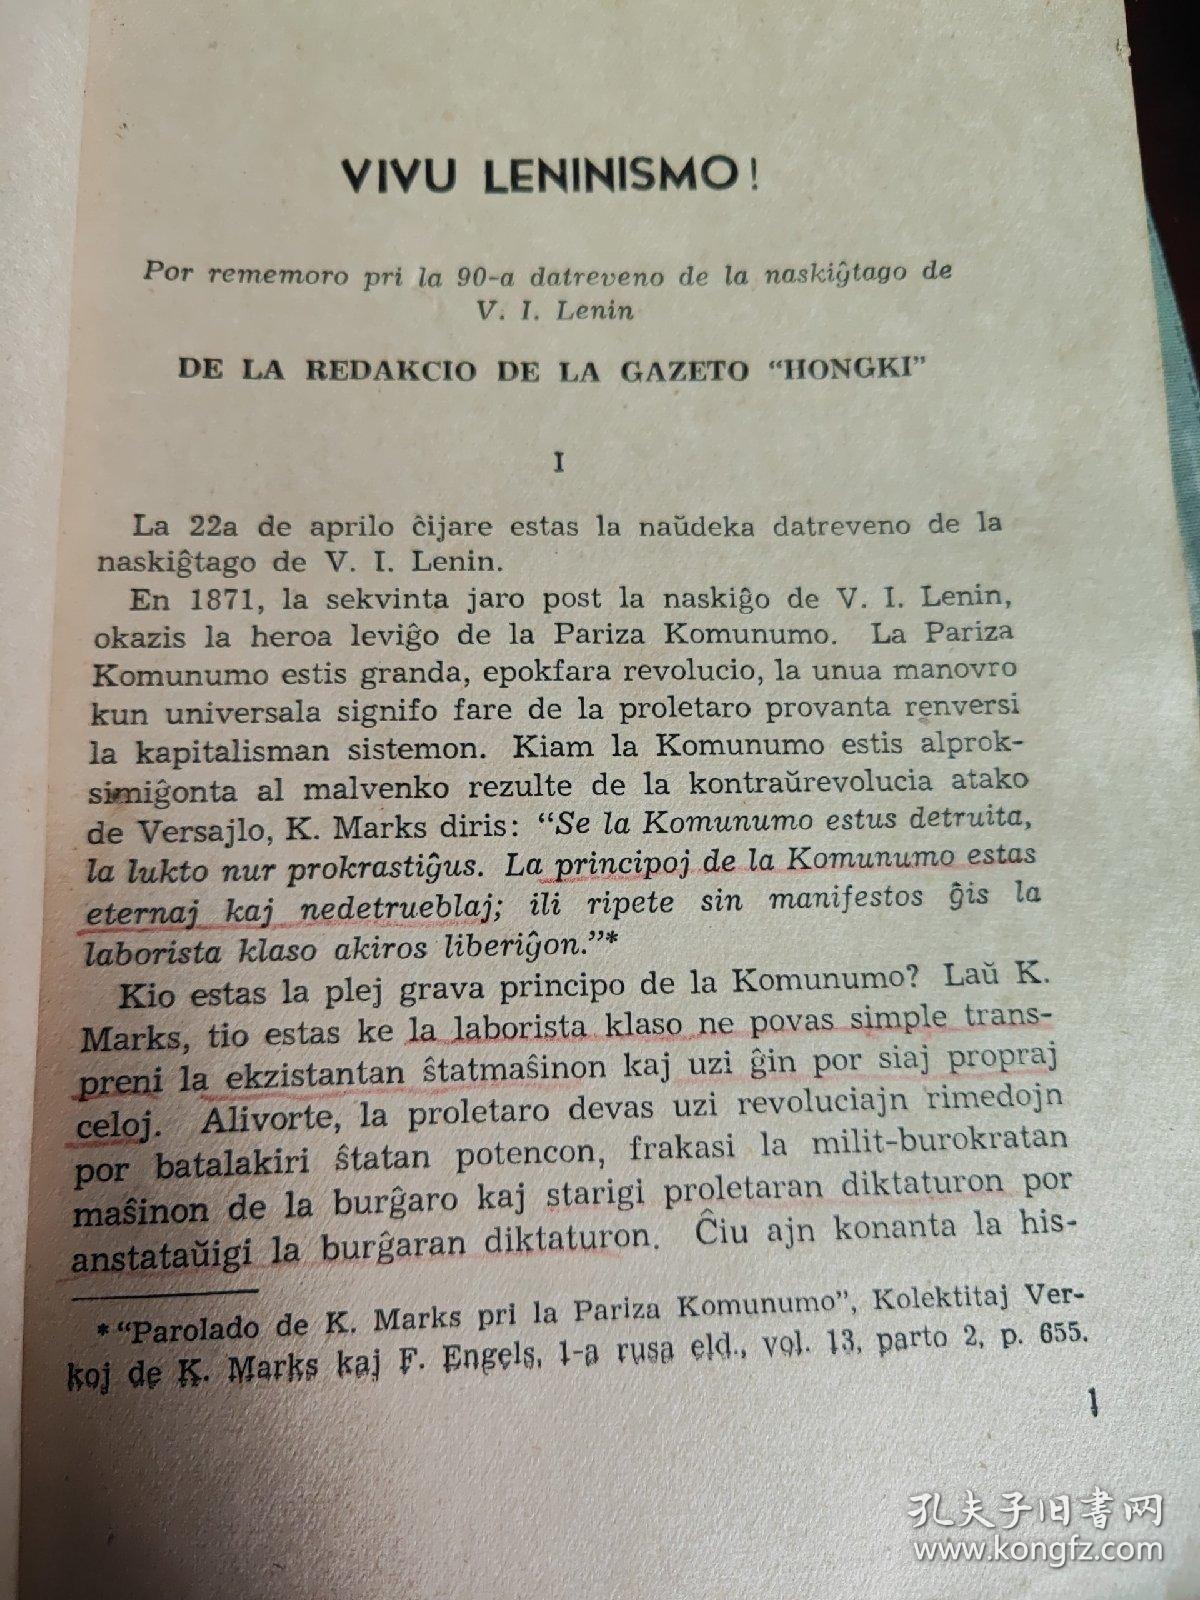 VIVU LENINISMO!
Por rememoro pri la 90-a datreveno de la naskiĝtago de
V. I. Lenin
DE LA REDAKCIO DE LA GAZETO "HONGKI"
I
La 22a de aprilo ĉijare estas la naŭdeka datreveno de la
naskiĝtago de V. I. Lenin.
En 1871, la sekvinta jaro post la naskiĝo de V. I. Lenin,
okazis la heroa leviĝo de la Pariza Komunumo. La Pariza
Komunumo estis granda, epokfara revolucio, la unua manovro
kun universala signifo fare de la proletaro provanta renversi
la kapitalisman sistemon. Kiam la Komunumo estis alprok-
simiĝonta al malvenko rezulte de la kontraŭrevolucia atako
de Versajlo, K. Marks diris: "Se la Komunumo estus detruita,
la lukto nur prokrastiĝus. La principoj de la Komunumo estas
eternaj kaj nedetrueblaj; ili ripete sin manifestos ĝis la
laborista klaso akiros liberiĝon."*
Kio estas la plej grava principo de la Komunumo? Laŭ K.
Marks, tio estas ke la laborista klaso ne povas simple trans-
preni la ekzistantan ŝtatmaŝinon kaj uzi ĝin por siaj propraj
celoj. Alivorte, la proletaro devas uzi revoluciajn rimedojn
por batalakiri ŝtatan potencon, frakasi la milit-burokratan
maŝinon de la burĝaro kaj starigi proletaran diktaturon por
anstataŭigi la burĝaran diktaturon. Ĉiu ajn konanta la his-
*"Parolado de K. Marks pri la Pariza Komunumo", Kolektitaj Ver-
koj de K. Marks kaj F. Engels, 1-a rusa eld., vol. 13, parto 2, p. 655.
1
孔夫子旧书网
www.kongfz.com